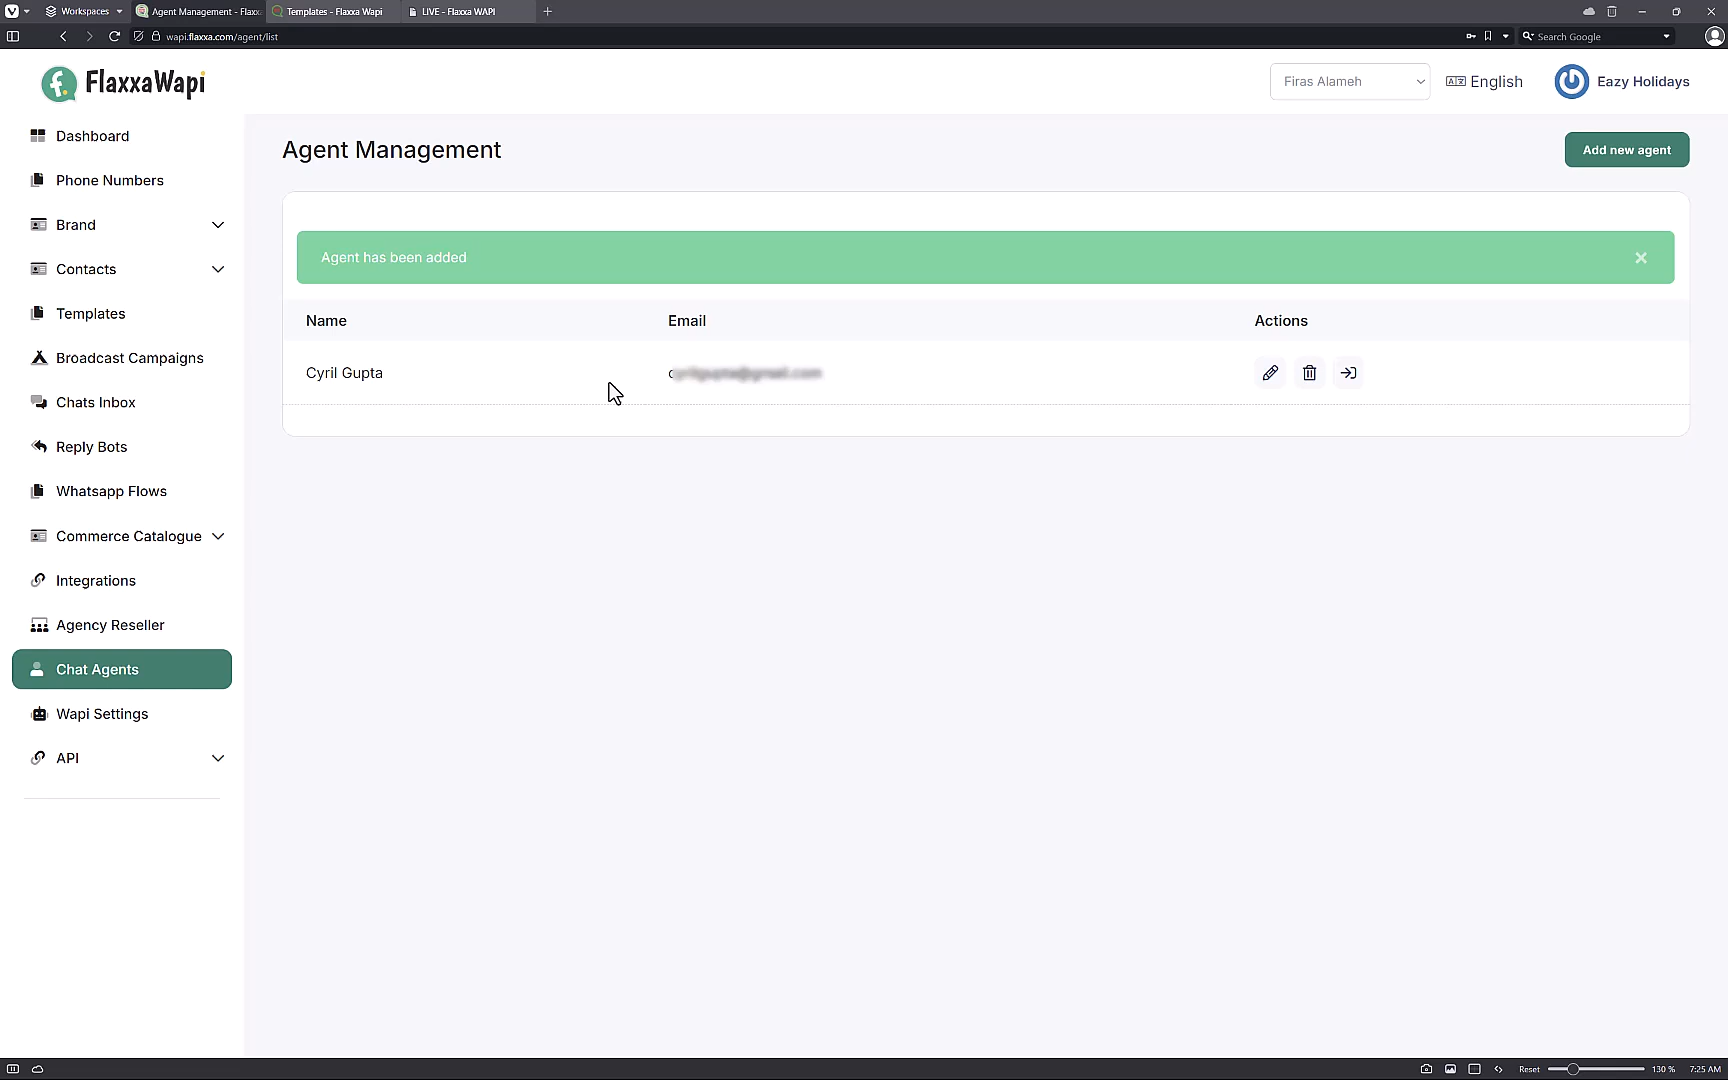 Workspaces
Agent Management - Flaxx
Templates - Flaxxa Wapi
LIVE - Flaxxa WAPI
wapi.flaxxa.com/agent/list
Search Google
FlaxxaWapi
Firas Alameh
English
Eazy Holidays
Dashboard
Phone Numbers
Brand
Contacts
Templates
Broadcast Campaigns
Chats Inbox
Reply Bots
Whatsapp Flows
Commerce Catalogue
Integrations
Agency Reseller
Chat Agents
Wapi Settings
API
Agent Management
Add new agent
Agent has been added
Name Email Actions
Cyril Gupta
Reset 130 % 7:25 AM